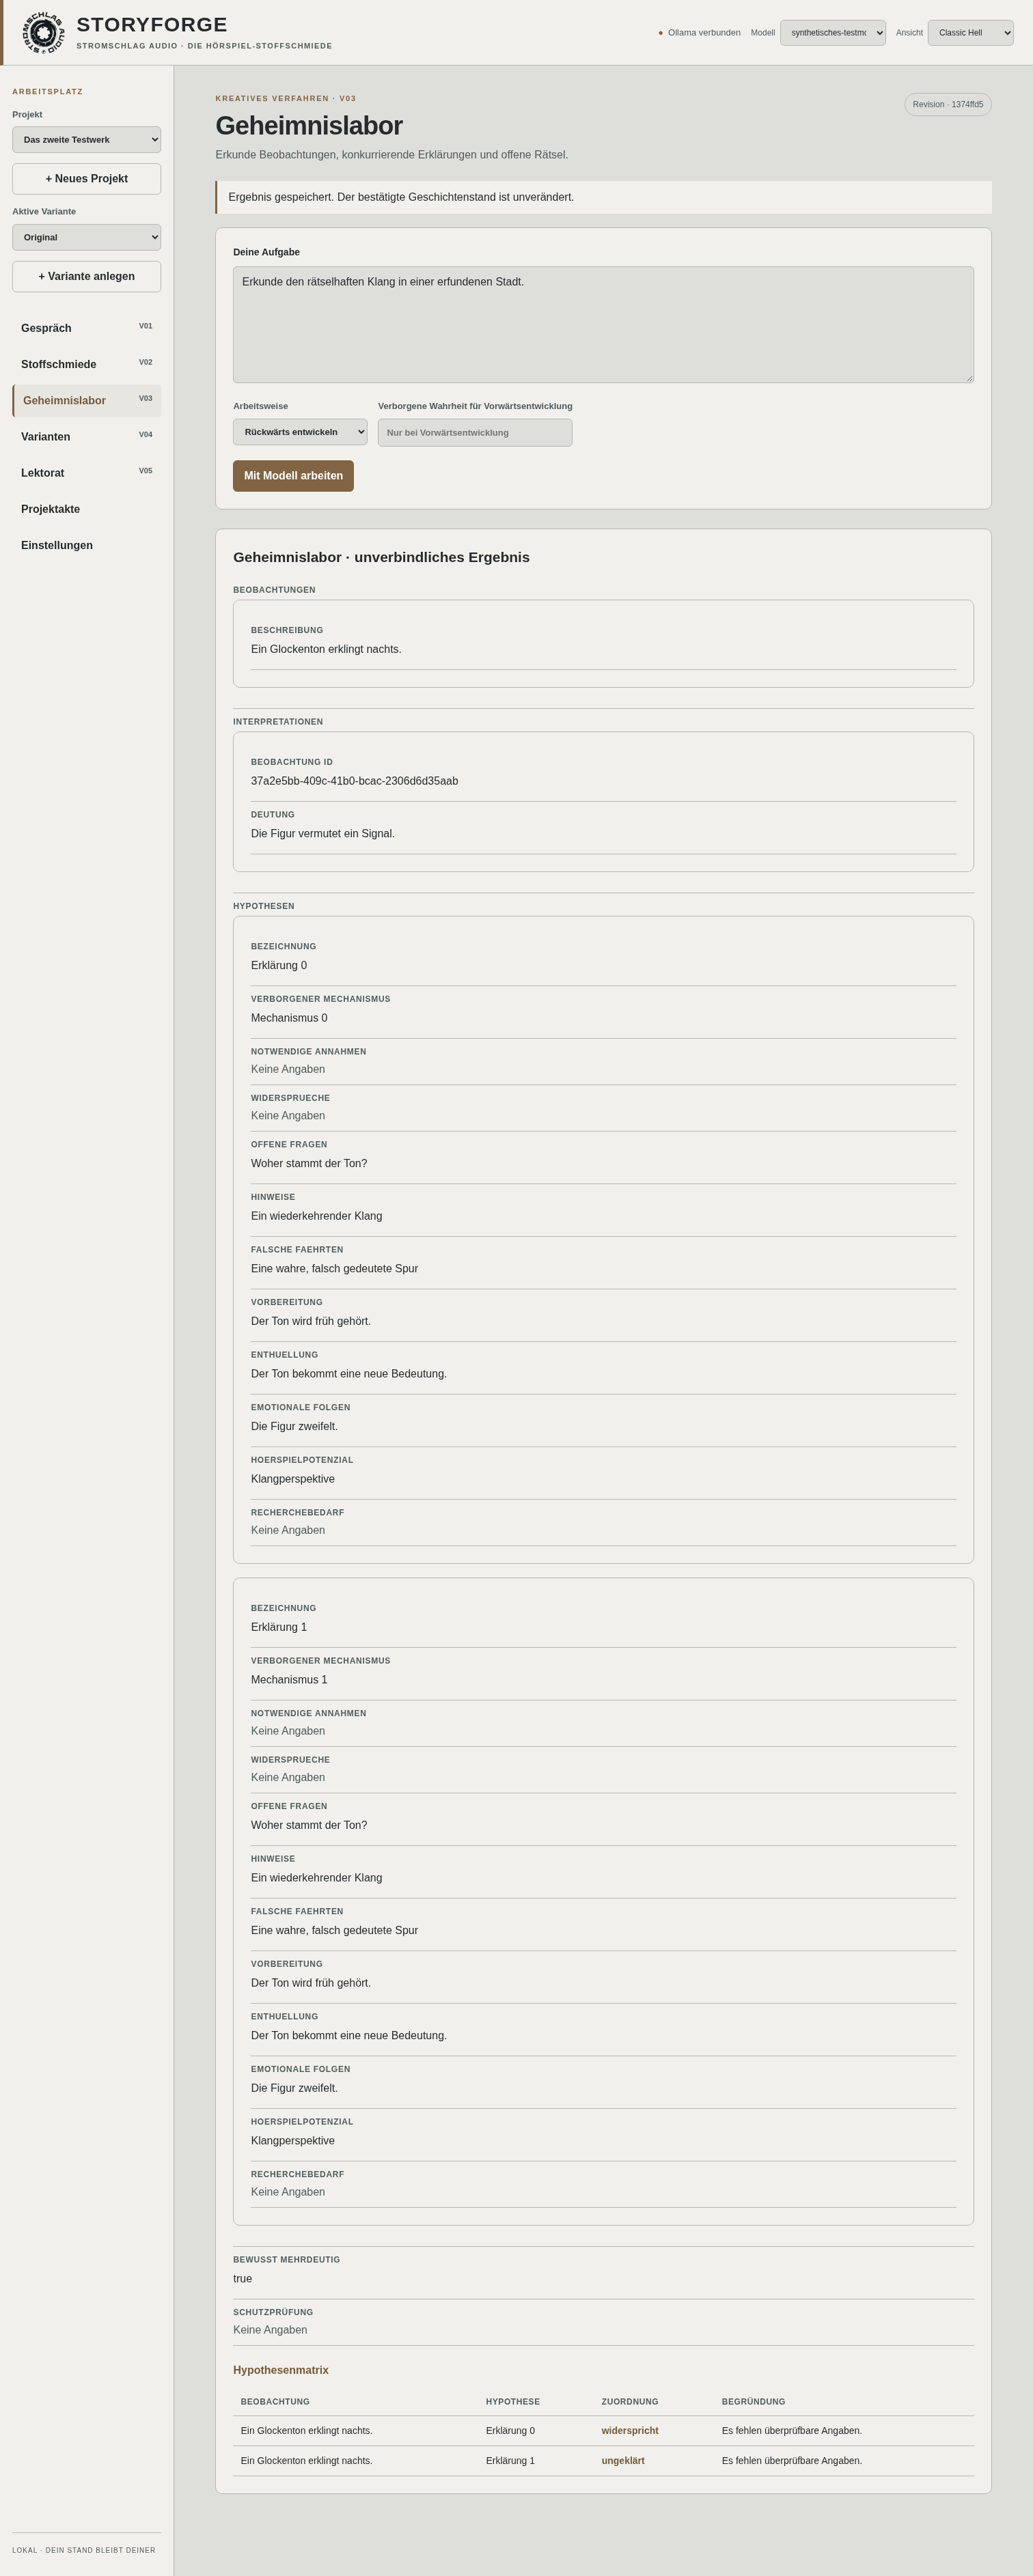 STORYFORGE
STROMSCHLAG AUDIO · DIE HÖRSPIEL-STOFFSCHMIEDE
● Ollama verbunden
Modell
synthetisches-testmo
Ansicht
Classic Hell
ARBEITSPLATZ
Projekt
Das zweite Testwerk
+ Neues Projekt
Aktive Variante
Original
+ Variante anlegen
Gespräch V01
Stoffschmiede V02
Geheimnislabor V03
Varianten V04
Lektorat V05
Projektakte
Einstellungen
LOKAL · DEIN STAND BLEIBT DEINER
KREATIVES VERFAHREN · V03
Geheimnislabor
Erkunde Beobachtungen, konkurrierende Erklärungen und offene Rätsel.
Revision · 1374ffd5
Ergebnis gespeichert. Der bestätigte Geschichtenstand ist unverändert.
Deine Aufgabe
Erkunde den rätselhaften Klang in einer erfundenen Stadt.
Arbeitsweise
Rückwärts entwickeln
Verborgene Wahrheit für Vorwärtsentwicklung
Nur bei Vorwärtsentwicklung
Mit Modell arbeiten
Geheimnislabor · unverbindliches Ergebnis
BEOBACHTUNGEN
BESCHREIBUNG
Ein Glockenton erklingt nachts.
INTERPRETATIONEN
BEOBACHTUNG ID
37a2e5bb-409c-41b0-bcac-2306d6d35aab
DEUTUNG
Die Figur vermutet ein Signal.
HYPOTHESEN
BEZEICHNUNG
Erklärung 0
VERBORGENER MECHANISMUS
Mechanismus 0
NOTWENDIGE ANNAHMEN
Keine Angaben
WIDERSPRUECHE
Keine Angaben
OFFENE FRAGEN
Woher stammt der Ton?
HINWEISE
Ein wiederkehrender Klang
FALSCHE FAEHRTEN
Eine wahre, falsch gedeutete Spur
VORBEREITUNG
Der Ton wird früh gehört.
ENTHUELLUNG
Der Ton bekommt eine neue Bedeutung.
EMOTIONALE FOLGEN
Die Figur zweifelt.
HOERSPIELPOTENZIAL
Klangperspektive
RECHERCHEBEDARF
Keine Angaben
BEZEICHNUNG
Erklärung 1
VERBORGENER MECHANISMUS
Mechanismus 1
NOTWENDIGE ANNAHMEN
Keine Angaben
WIDERSPRUECHE
Keine Angaben
OFFENE FRAGEN
Woher stammt der Ton?
HINWEISE
Ein wiederkehrender Klang
FALSCHE FAEHRTEN
Eine wahre, falsch gedeutete Spur
VORBEREITUNG
Der Ton wird früh gehört.
ENTHUELLUNG
Der Ton bekommt eine neue Bedeutung.
EMOTIONALE FOLGEN
Die Figur zweifelt.
HOERSPIELPOTENZIAL
Klangperspektive
RECHERCHEBEDARF
Keine Angaben
BEWUSST MEHRDEUTIG
true
SCHUTZPRÜFUNG
Keine Angaben
Hypothesenmatrix
BEOBACHTUNG HYPOTHESE ZUORDNUNG BEGRÜNDUNG
Ein Glockenton erklingt nachts. Erklärung 0 widerspricht Es fehlen überprüfbare Angaben.
Ein Glockenton erklingt nachts. Erklärung 1 ungeklärt Es fehlen überprüfbare Angaben.